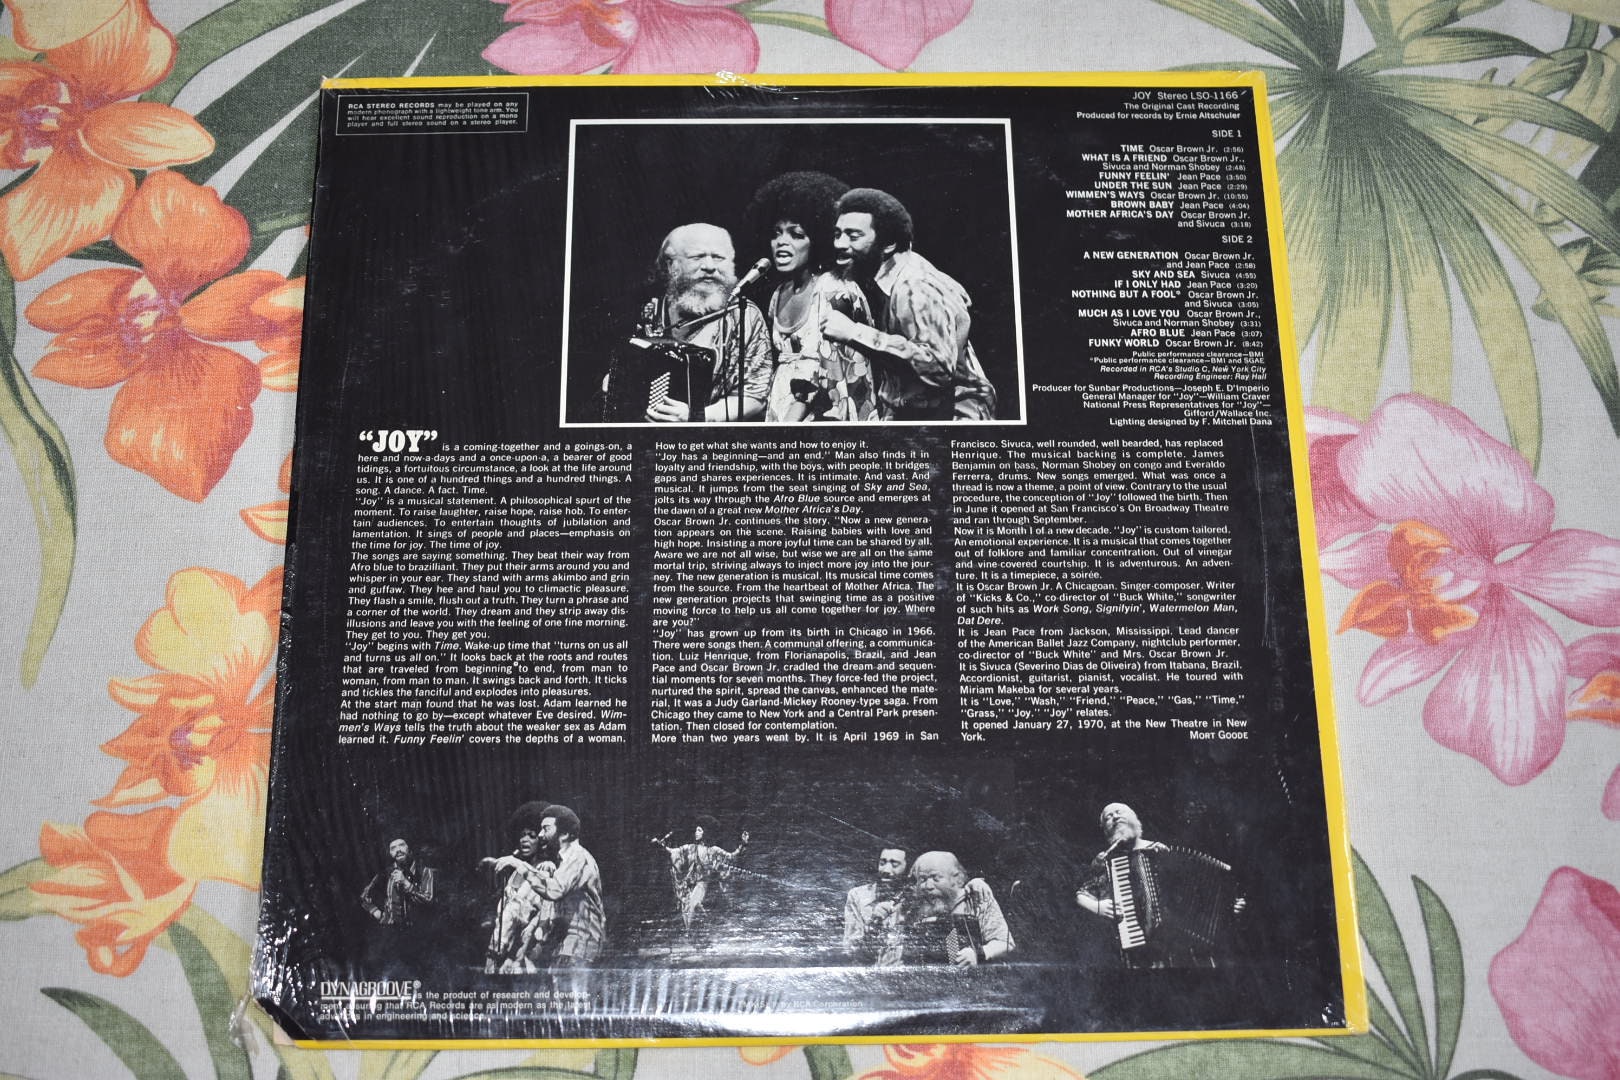 RCA STEREO RECORDS may be played on any
modern phonograph with a lightweight tone arm. You
will hear excellent sound reproduction on a mono
player and full stereo sound on a stereo player.
JOY Stereo LSO-1166
The Original Cast Recording
Produced for records by Ernie Altschuler
SIDE 1
TIME Oscar Brown Jr. (2:56)
WHAT IS A FRIEND Oscar Brown Jr.,
Sivuca and Norman Shobey (2:48)
FUNNY FEELIN' Jean Pace (3:50)
UNDER THE SUN Jean Pace (2:29)
WIMMEN'S WAYS Oscar Brown Jr. (10:55)
BROWN BABY Jean Pace (4:04)
MOTHER AFRICA'S DAY Oscar Brown Jr.
and Sivuca (3:18)
SIDE 2
A NEW GENERATION Oscar Brown Jr.
and Jean Pace (2:58)
SKY AND SEA Sivuca (4:55)
IF I ONLY HAD Jean Pace (3:20)
NOTHING BUT A FOOL* Oscar Brown Jr.
and Sivuca (3:05)
MUCH AS I LOVE YOU Oscar Brown Jr.,
Sivuca and Norman Shobey (3:31)
AFRO BLUE Jean Pace (3:07)
FUNKY WORLD Oscar Brown Jr. (8:42)
Public performance clearance—BMI
*Public performance clearance—BMI and SGAE
Recorded in RCA's Studio C, New York City
Recording Engineer: Ray Hall
Producer for Sunbar Productions—Joseph E. D'Imperio
General Manager for "Joy"—William Craver
National Press Representatives for "Joy"—
Gifford/Wallace Inc.
Lighting designed by F. Mitchell Dana
"JOY" is a coming-together and a goings-on, a
here and now-a-days and a once-upon-a, a bearer of good
tidings, a fortuitous circumstance, a look at the life around
us. It is one of a hundred things and a hundred things. A
song. A dance. A fact. Time.
"Joy" is a musical statement. A philosophical spurt of the
moment. To raise laughter, raise hope, raise hob. To enter-
tain audiences. To entertain thoughts of jubilation and
lamentation. It sings of people and places—emphasis on
the time for joy. The time of joy.
The songs are saying something. They beat their way from
Afro blue to brazilliant. They put their arms around you and
whisper in your ear. They stand with arms akimbo and grin
and guffaw. They hee and haul you to climactic pleasure.
They flash a smile, flush out a truth. They turn a phrase and
a corner of the world. They dream and they strip away dis-
illusions and leave you with the feeling of one fine morning.
They get to you. They get you.
"Joy" begins with Time. Wake-up time that "turns on us all
and turns us all on." It looks back at the roots and routes
that are traveled from beginning to end, from man to
woman, from man to man. It swings back and forth. It ticks
and tickles the fanciful and explodes into pleasures.
At the start man found that he was lost. Adam learned he
had nothing to go by—except whatever Eve desired. Wim-
men's Ways tells the truth about the weaker sex as Adam
learned it. Funny Feelin' covers the depths of a woman.
How to get what she wants and how to enjoy it.
"Joy has a beginning—and an end." Man also finds it in
loyalty and friendship, with the boys, with people. It bridges
gaps and shares experiences. It is intimate. And vast. And
musical. It jumps from the seat singing of Sky and Sea,
jolts its way through the Afro Blue source and emerges at
the dawn of a great new Mother Africa's Day.
Oscar Brown Jr. continues the story, "Now a new genera-
tion appears on the scene. Raising babies with love and
high hope. Insisting a more joyful time can be shared by all.
Aware we are not all wise, but wise we are all on the same
mortal trip, striving always to inject more joy into the jour-
ney. The new generation is musical. Its musical time comes
from the source. From the heartbeat of Mother Africa. The
new generation projects that swinging time as a positive
moving force to help us all come together for joy. Where
are you?"
"Joy" has grown up from its birth in Chicago in 1966.
There were songs then. A communal offering, a communica-
tion. Luiz Henrique, from Florianapolis, Brazil, and Jean
Pace and Oscar Brown Jr. cradled the dream and sequen-
tial moments for seven months. They force-fed the project,
nurtured the spirit, spread the canvas, enhanced the mate-
rial. It was a Judy Garland-Mickey Rooney-type saga. From
Chicago they came to New York and a Central Park presen-
tation. Then closed for contemplation.
More than two years went by. It is April 1969 in San
Francisco. Sivuca, well rounded, well bearded, has replaced
Henrique. The musical backing is complete. James
Benjamin on bass, Norman Shobey on congo and Everaldo
Ferrerra, drums. New songs emerged. What was once a
thread is now a theme, a point of view. Contrary to the usual
procedure, the conception of "Joy" followed the birth. Then
in June it opened at San Francisco's On Broadway Theatre
and ran through September.
Now it is Month I of a new decade. "Joy" is custom-tailored.
An emotional experience. It is a musical that comes together
out of folklore and familiar concentration. Out of vinegar
and vine-covered courtship. It is adventurous. An adven-
ture. It is a timepiece, a soirée.
It is Oscar Brown Jr. A Chicagoan. Singer-composer. Writer
of "Kicks & Co.," co-director of "Buck White," songwriter
of such hits as Work Song, Signilyin', Watermelon Man,
Dat Dere.
It is Jean Pace from Jackson, Mississippi. Lead dancer
of the American Ballet Jazz Company, nightclub performer,
co-director of "Buck White" and Mrs. Oscar Brown Jr.
It is Sivuca (Severino Dias de Oliveira) from Itabana, Brazil.
Accordionist, guitarist, pianist, vocalist. He toured with
Miriam Makeba for several years.
It is "Love," "Wash," "Friend," "Peace," "Gas," "Time,"
"Grass," "Joy." "Joy" relates.
It opened January 27, 1970, at the New Theatre in New
York. MORT GOODE
DYNAGROOVE® is the product of research and develop-
ment, assuring that RCA Records are as modern as the latest
advances in engineering and science.
by RCA Corporation